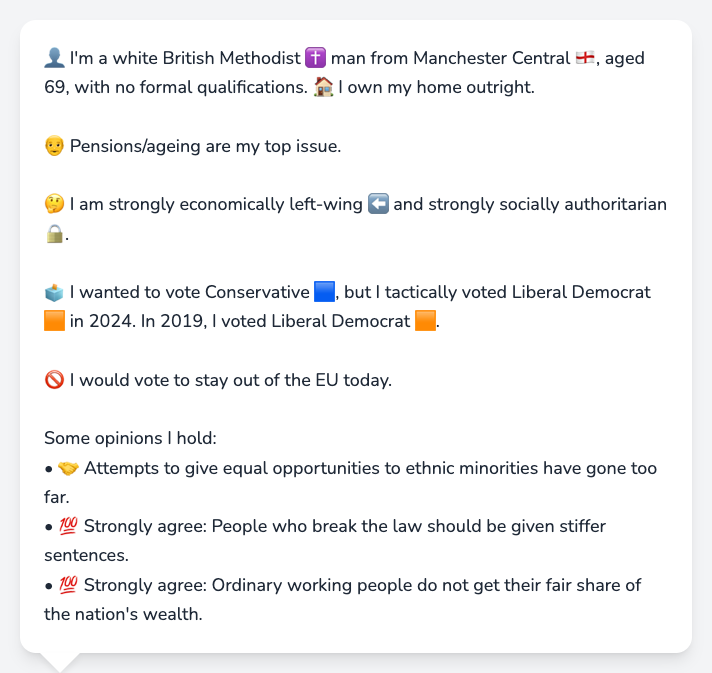 👤 I'm a white British Methodist ✝️ man from Manchester Central 🏴󠁧󠁢󠁥󠁮󠁧󠁿, aged
69, with no formal qualifications. 🏠 I own my home outright.
👴 Pensions/ageing are my top issue.
🤔 I am strongly economically left-wing ⬅️ and strongly socially authoritarian
🔒.
🗳️ I wanted to vote Conservative 🟦, but I tactically voted Liberal Democrat
🟧 in 2024. In 2019, I voted Liberal Democrat 🟧.
🚫 I would vote to stay out of the EU today.
Some opinions I hold:
• 🤝 Attempts to give equal opportunities to ethnic minorities have gone too
far.
• 💯 Strongly agree: People who break the law should be given stiffer
sentences.
• 💯 Strongly agree: Ordinary working people do not get their fair share of
the nation's wealth.